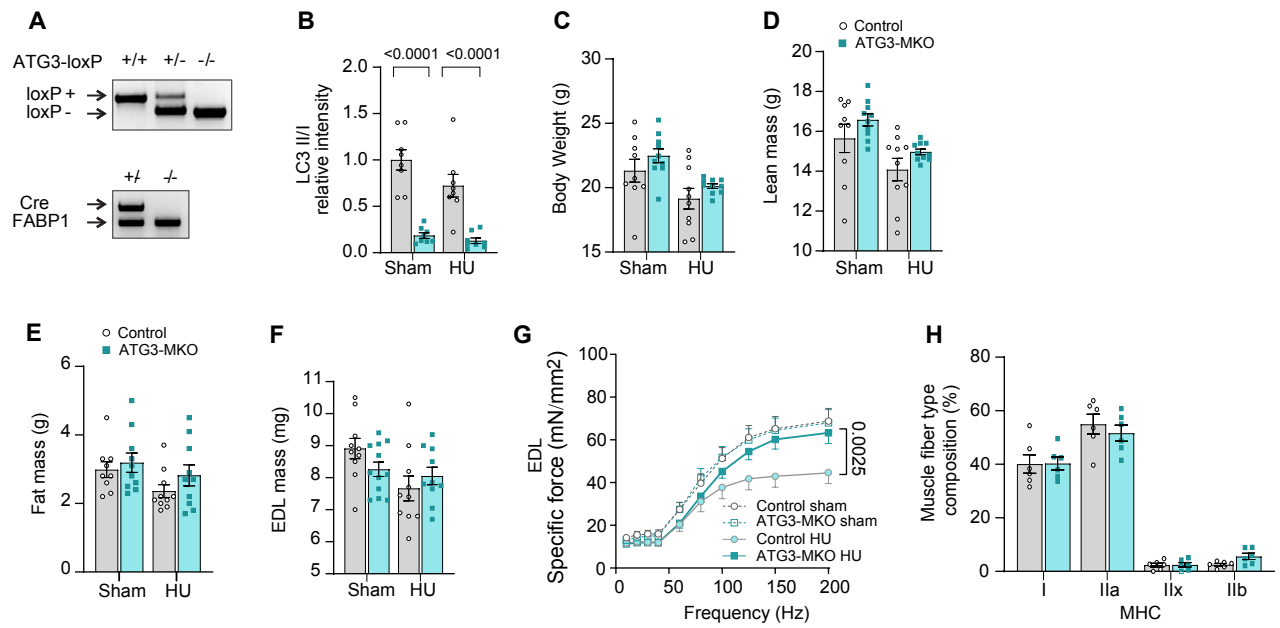 A
ATG3-loxP
+/+ +/- -/-
loxP +
loxP -
+/- -/-
Cre
FABP1
B
<0.0001 <0.0001
LC3 II/I
relative intensity
2.0
1.5
1.0
0.5
0.0
Sham HU
C
Body Weight (g)
30
25
20
15
Sham HU
D
Control
ATG3-MKO
Lean mass (g)
20
18
16
14
12
10
Sham HU
E
Control
ATG3-MKO
Fat mass (g)
6
4
2
0
Sham HU
F
EDL mass (mg)
11
10
9
8
7
6
5
Sham HU
G
EDL
Specific force (mN/mm2)
100
80
60
40
20
0
0.0025
Control sham
ATG3-MKO sham
Control HU
ATG3-MKO HU
0 50 100 150 200
Frequency (Hz)
H
Muscle fiber type
composition (%)
80
60
40
20
0
I IIa IIx IIb
MHC